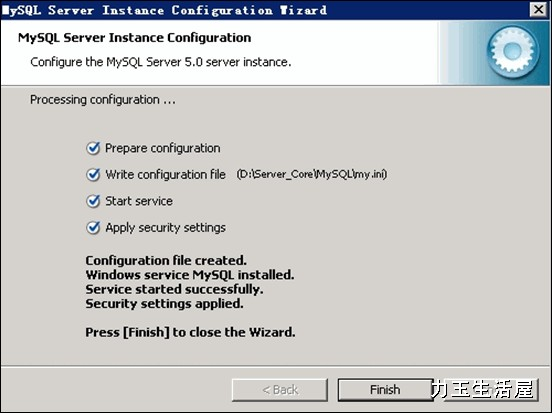 MySQL Server Instance Configuration Wizard
MySQL Server Instance Configuration
Configure the MySQL Server 5.0 server instance.
Processing configuration ...
Prepare configuration
Write configuration file (D:\Server_Core\MySQL\my.ini)
Start service
Apply security settings
Configuration file created.
Windows service MySQL installed.
Service started successfully.
Security settings applied.
Press [Finish] to close the Wizard.
< Back Finish
力玉生活屋